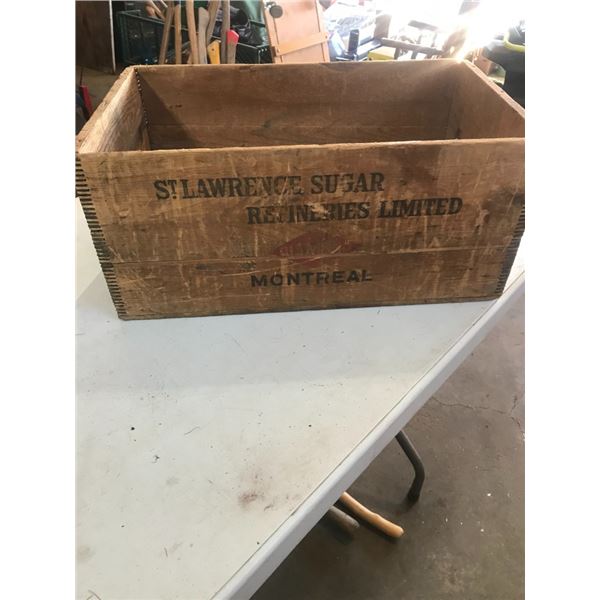 ST LAWRENCE SUGAR
REFINERIES LIMITED
MONTREAL